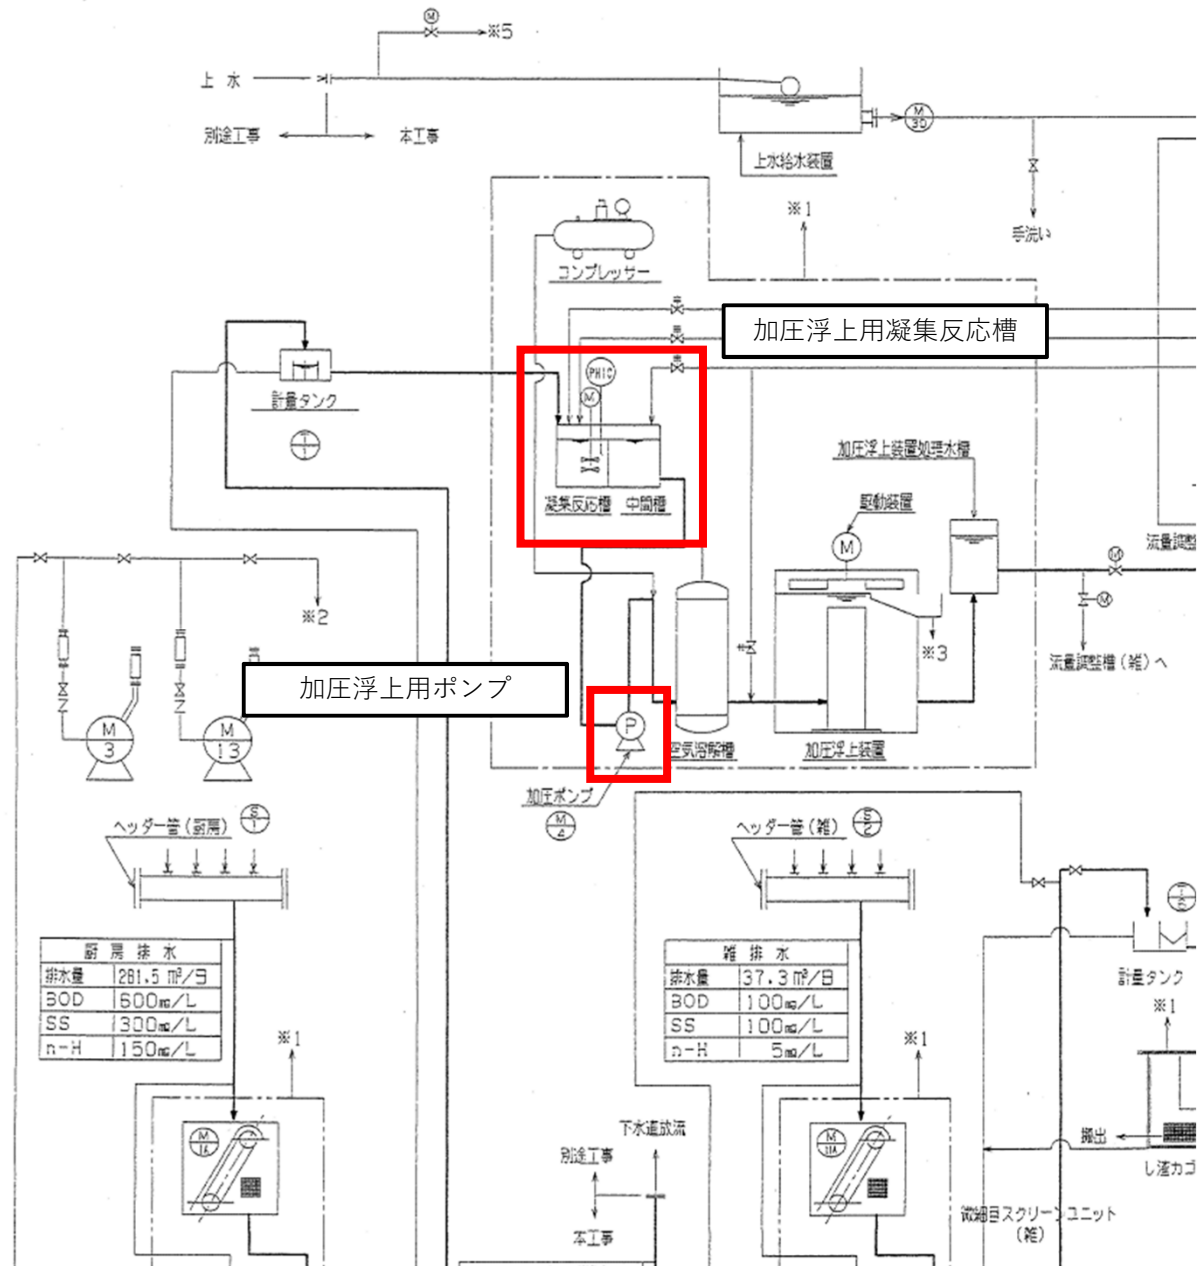 M
※5
上水
別途工事
本工事
M
3D
上水給水装置
手洗い
※1
コンプレッサー
加圧浮上用凝集反応槽
PHIC
M
計量タンク
T
1
凝集反応槽
中間槽
加圧浮上装置処理水槽
駆動装置
M
M
流量調整
M
流量調整槽(雑)へ
※2
※3
加圧浮上用ポンプ
M
3
M
13
P
空気溶解槽
加圧浮上装置
加圧ポンプ
M
4
ヘッダー管(厨房)
S
1
ヘッダー管(雑)
S
2
厨房排水
排水量 281.5 m³/日
BOD 600mg/L
SS 300mg/L
n-H 150mg/L
雑排水
排水量 37.3 m³/日
BOD 100mg/L
SS 100mg/L
n-H 5mg/L
計量タンク
※1
※1
※1
M
1A
下水道放流
別途工事
本工事
M
11A
搬出
し渣カゴ
微細目スクリーンユニット
(雑)